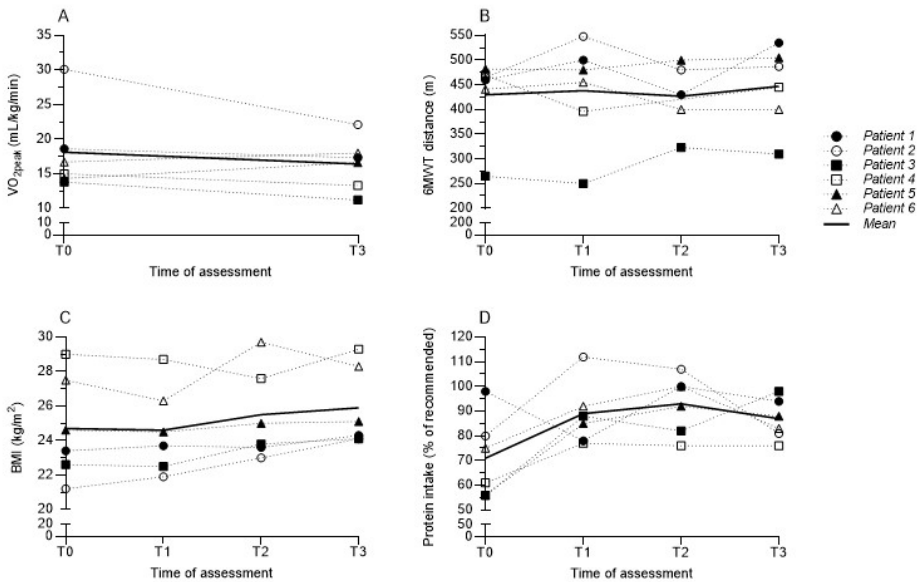 A
35
30
25
20
15
10
10
0
VO2peak (mL/kg/min)
T0 T3
Time of assessment
B
550
500
450
400
350
300
250
200
200
0
6MWT distance (m)
T0 T1 T2 T3
Time of assessment
Patient 1
Patient 2
Patient 3
Patient 4
Patient 5
Patient 6
Mean
C
30
28
26
24
22
20
20
0
BMI (kg/m²)
T0 T1 T2 T3
Time of assessment
D
120
110
100
90
80
70
60
50
50
0
Protein intake (% of recommended)
T0 T1 T2 T3
Time of assessment